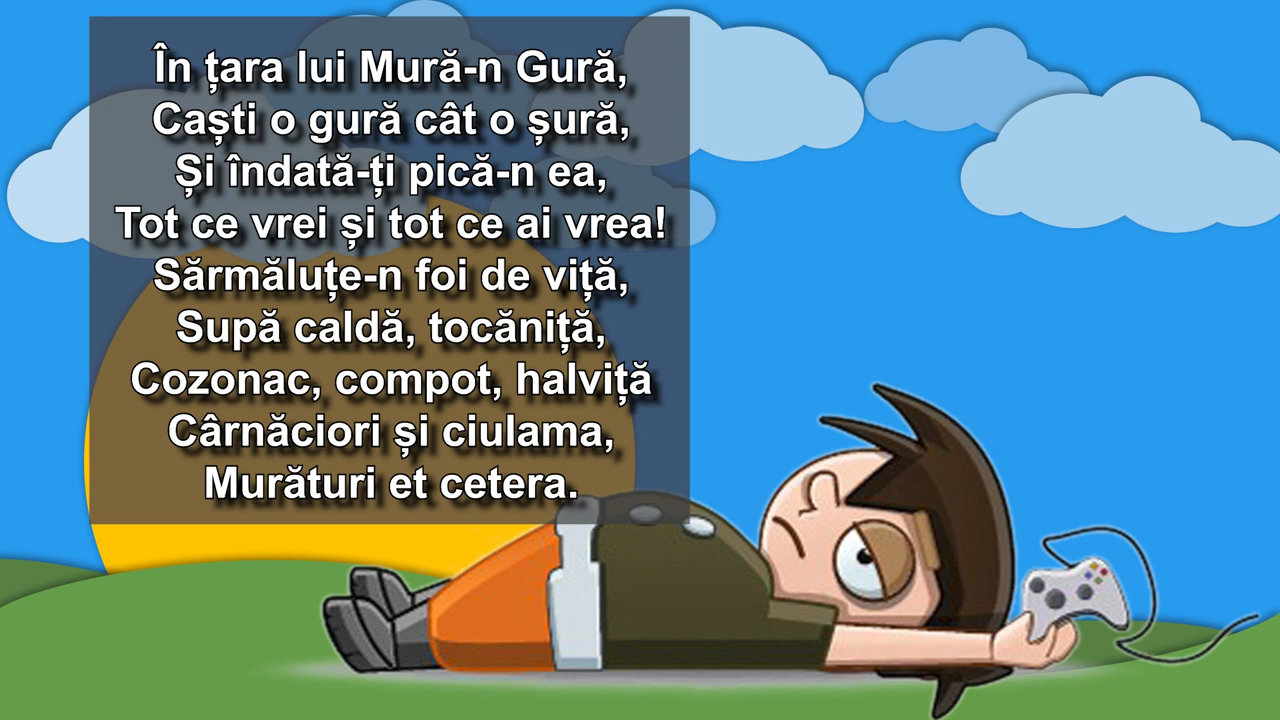 În țara lui Mură-n Gură,
Caști o gură cât o șură,
Și îndată-ți pică-n ea,
Tot ce vrei și tot ce ai vrea!
Sărmăluțe-n foi de viță,
Supă caldă, tocăniță,
Cozonac, compot, halviță
Cârnăciori și ciulama,
Murături et cetera.